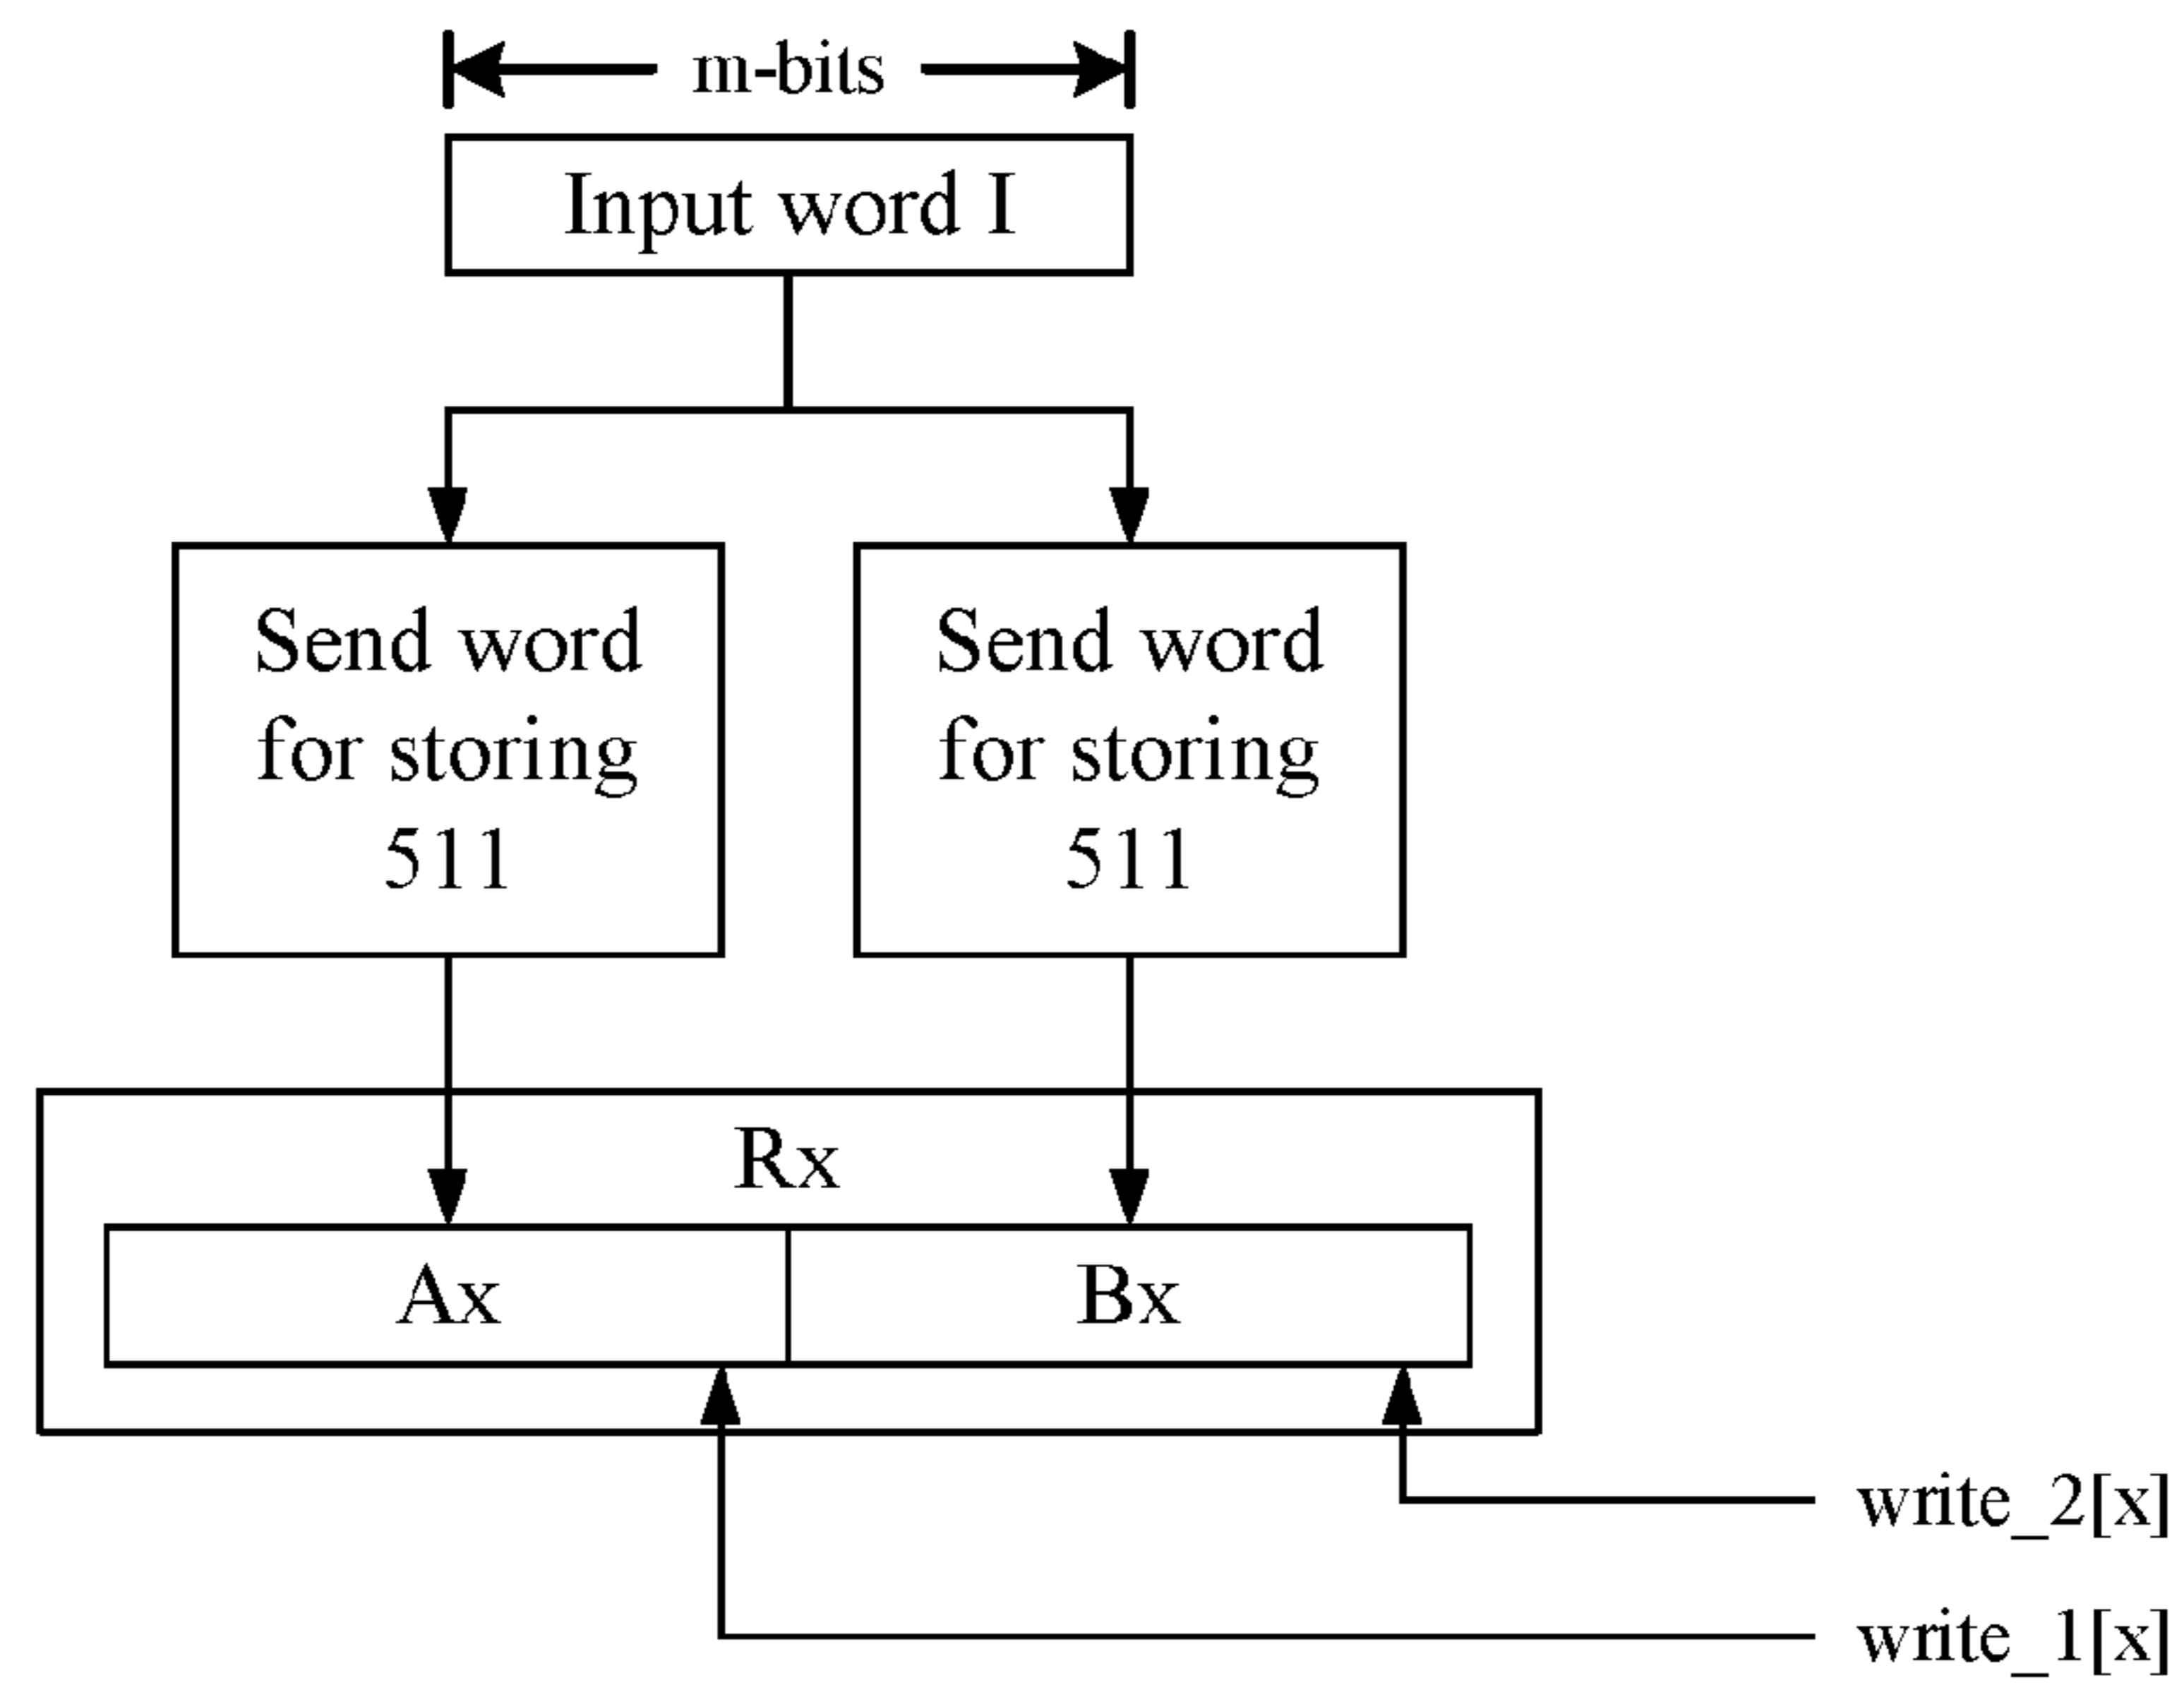 m-bits
Input word I
Send word
for storing
511
Send word
for storing
511
Rx
Ax
Bx
write_2[x]
write_1[x]